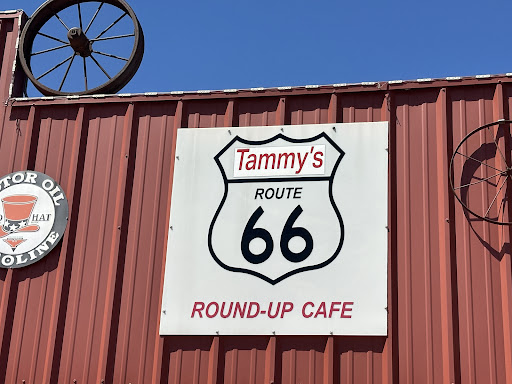 Tammy's
ROUTE
66
ROUND-UP CAFE
TOR OIL
HAT
OLINE